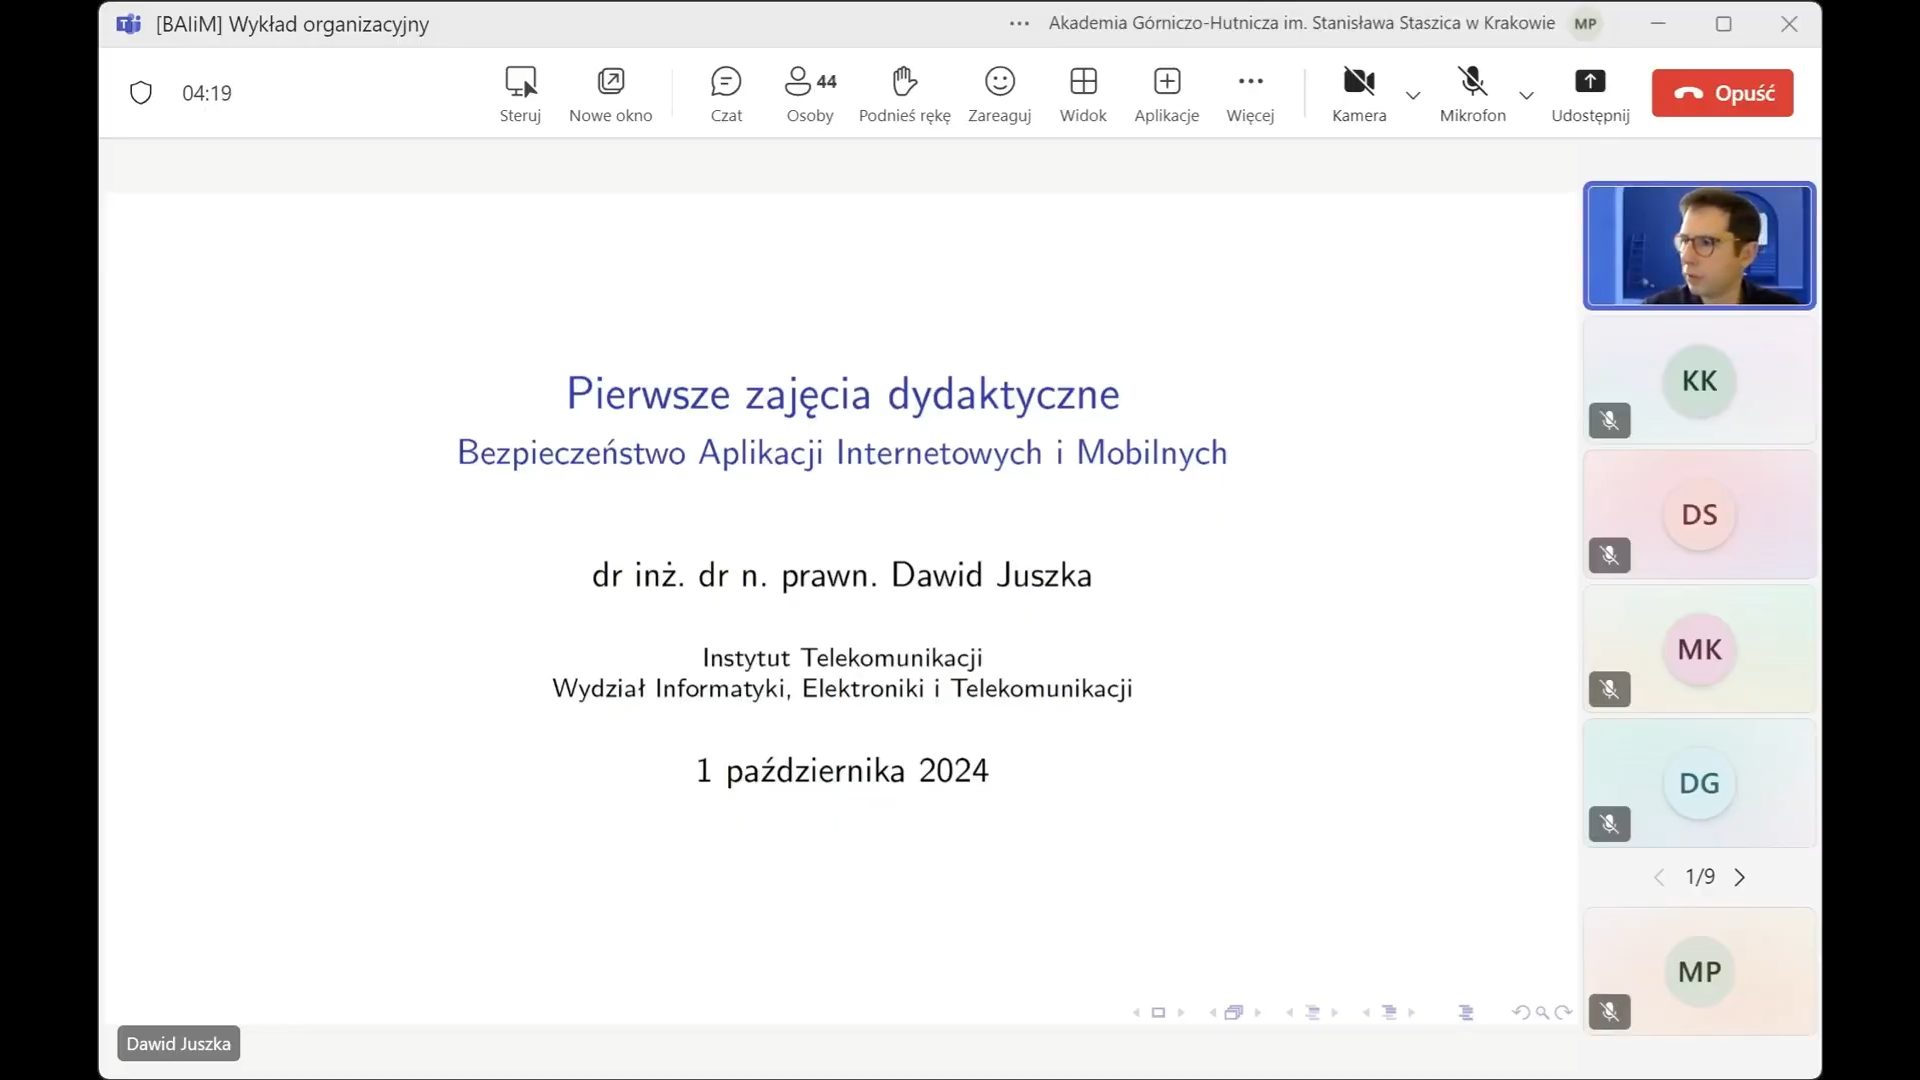 [BAIiM] Wykład organizacyjny
Akademia Górniczo-Hutnicza im. Stanisława Staszica w Krakowie
MP
04:19
Steruj
Nowe okno
Czat
44
Osoby
Podnieś rękę
Zareaguj
Widok
Aplikacje
Więcej
Kamera
Mikrofon
Udostępnij
Opuść
Pierwsze zajęcia dydaktyczne
Bezpieczeństwo Aplikacji Internetowych i Mobilnych
dr inż. dr n. prawn. Dawid Juszka
Instytut Telekomunikacji
Wydział Informatyki, Elektroniki i Telekomunikacji
1 października 2024
KK
DS
MK
DG
1/9
MP
Dawid Juszka